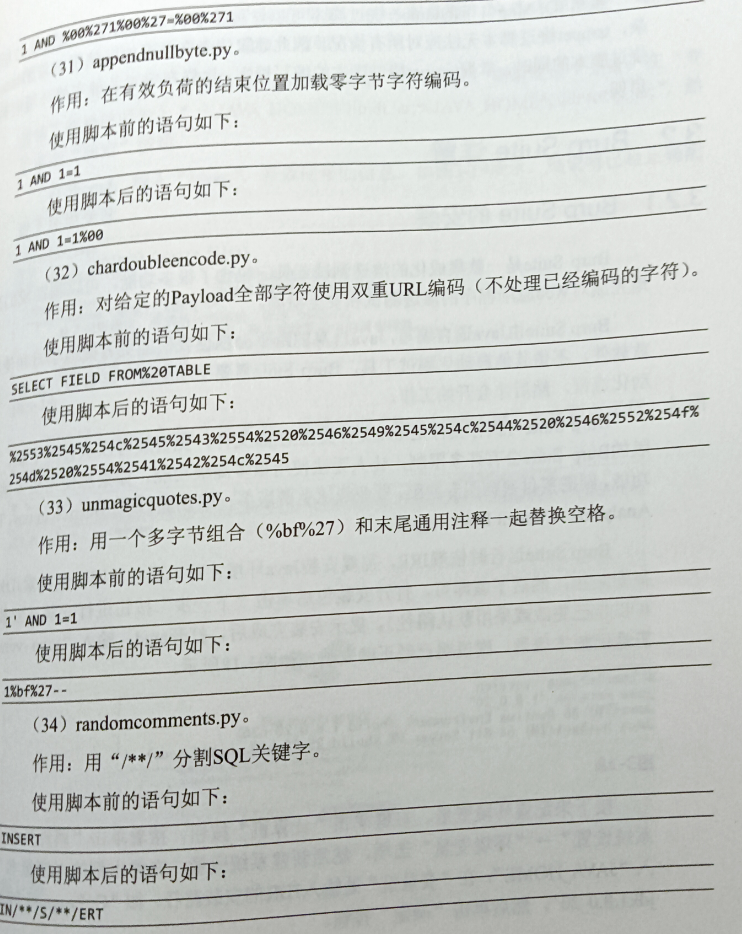 1 AND %00%271%00%27=%00%271
（31）appendnullbyte.py。
作用：在有效负荷的结束位置加载零字节字符编码。
使用脚本前的语句如下：
1 AND 1=1
使用脚本后的语句如下：
1 AND 1=1%00
（32）chardoubleencode.py。
作用：对给定的Payload全部字符使用双重URL编码（不处理已经编码的字符）。
使用脚本前的语句如下：
SELECT FIELD FROM%20TABLE
使用脚本后的语句如下：
%2553%2545%254c%2545%2543%2554%2520%2546%2549%2545%254c%2544%2520%2546%2552%254f%
254d%2520%2554%2541%2542%254c%2545
（33）unmagicquotes.py。
作用：用一个多字节组合（%bf%27）和末尾通用注释一起替换空格。
使用脚本前的语句如下：
1' AND 1=1
使用脚本后的语句如下：
1%bf%27--
（34）randomcomments.py。
作用：用“/**/”分割SQL关键字。
使用脚本前的语句如下：
INSERT
使用脚本后的语句如下：
IN/**/S/**/ERT